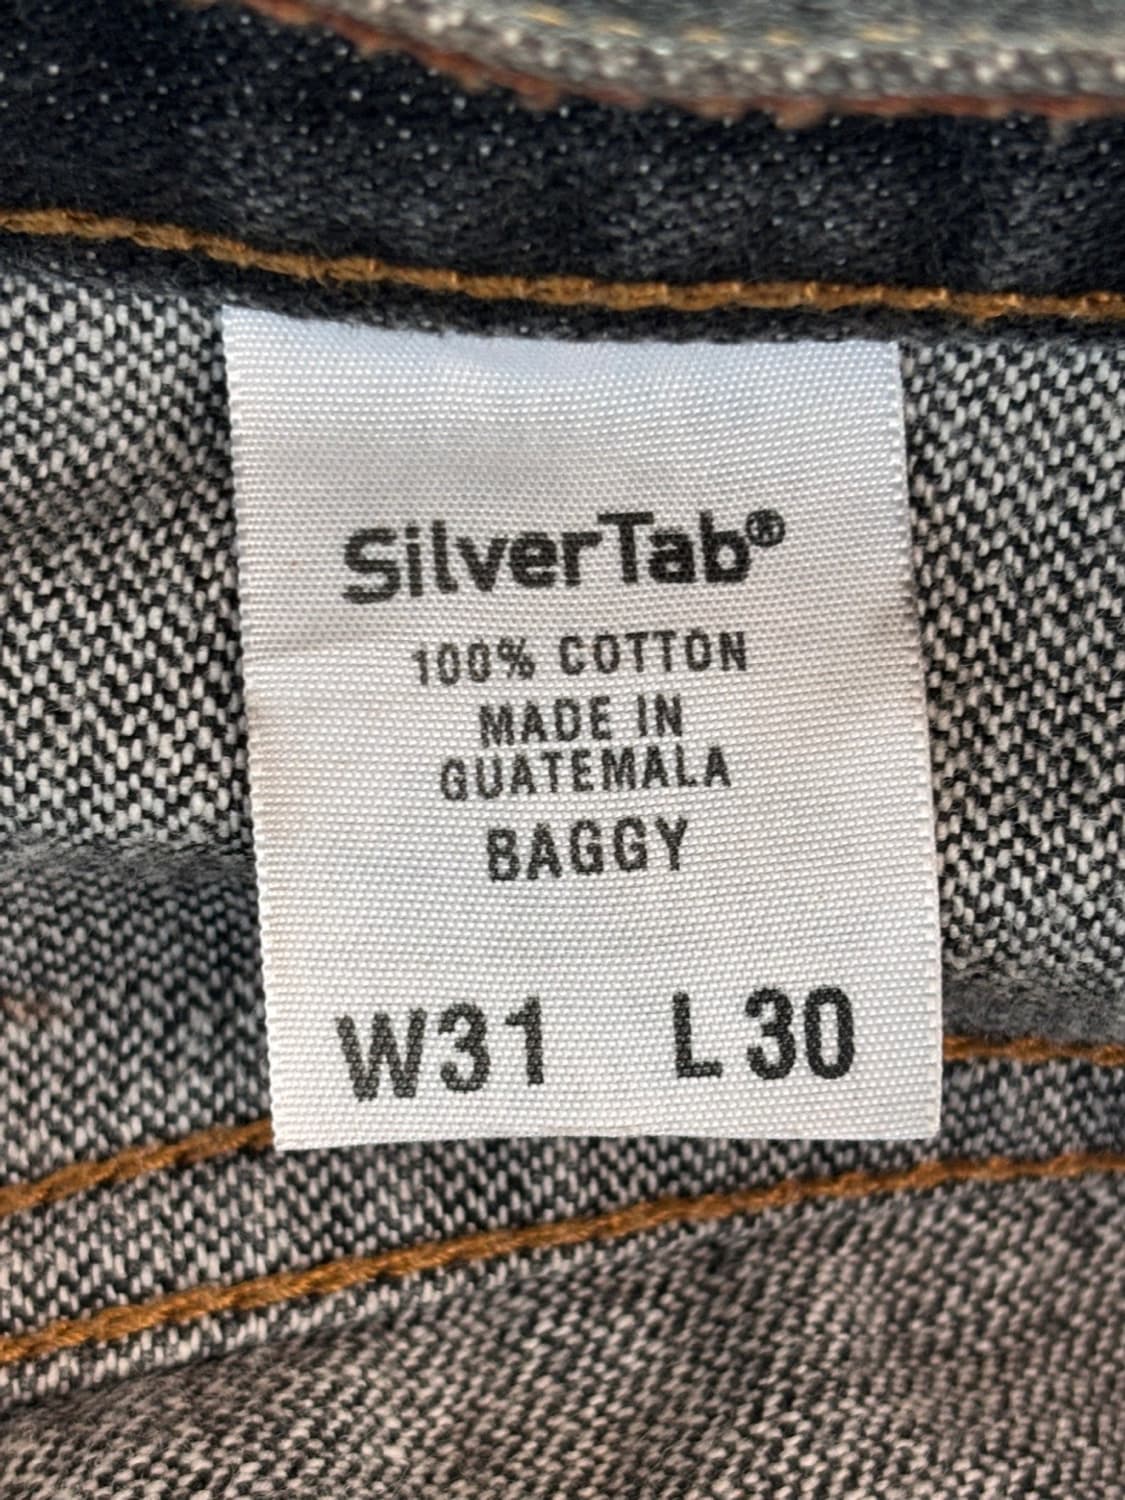 SilverTab®
100% COTTON
MADE IN
GUATEMALA
BAGGY
W31 L30